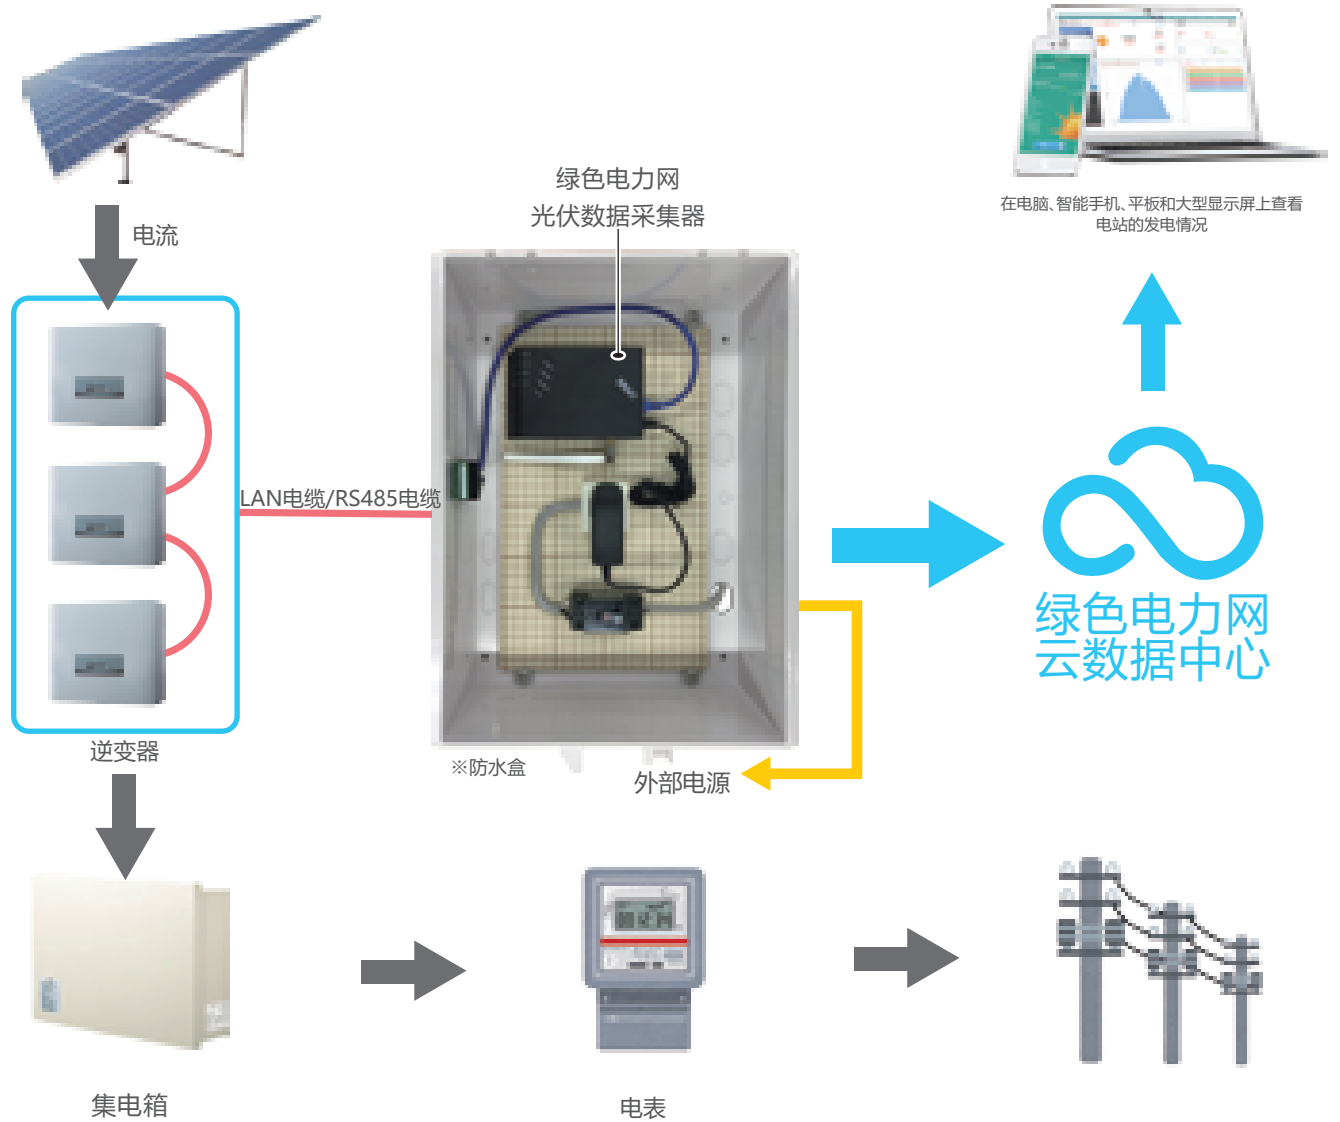 绿色电力网
光伏数据采集器
在电脑、智能手机、平板和大型显示屏上查看
电站的发电情况
电流
LAN电缆/RS485电缆
绿色电力网
云数据中心
逆变器
※防水盒
外部电源
集电箱
电表